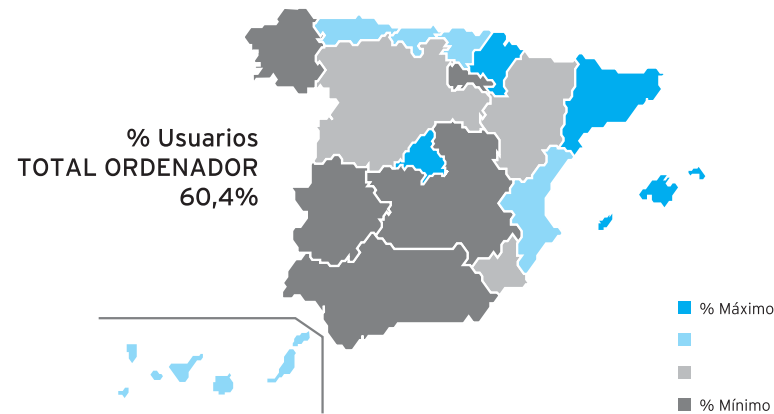 % Usuarios
TOTAL ORDENADOR
60,4%
% Máximo
% Mínimo